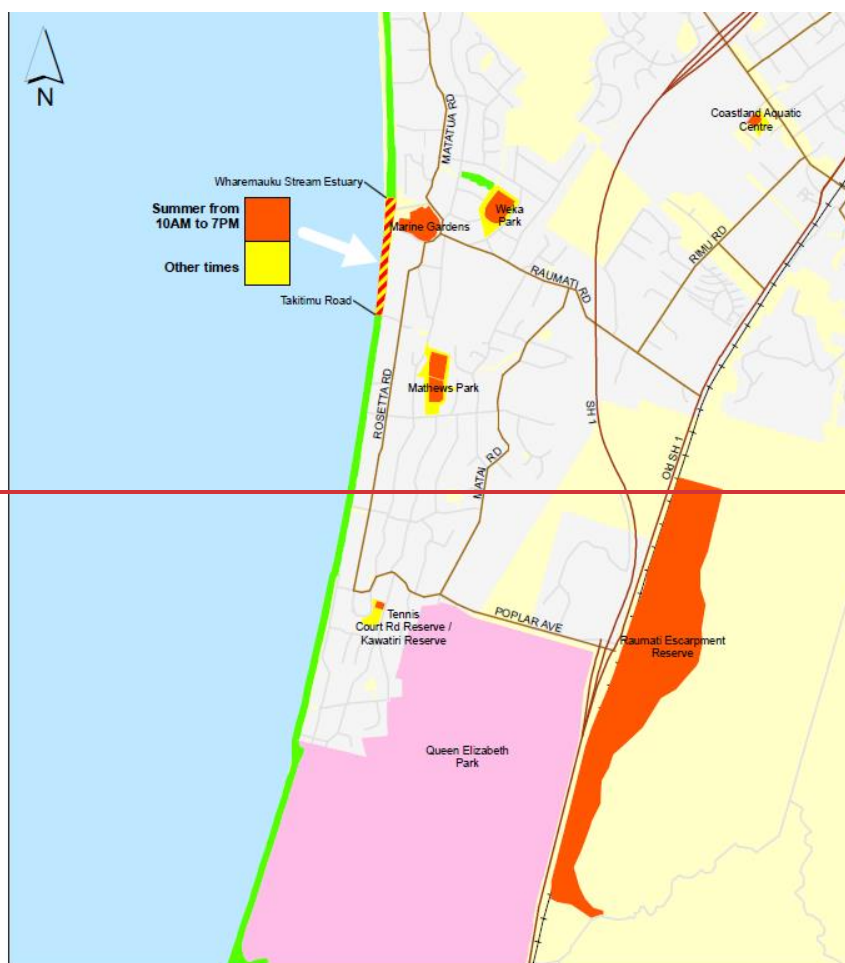 N
MATATUA RD
Coastland Aquatic
Centre
Wharemauku Stream Estuary
Summer from
10AM to 7PM
Other times
Marine Gardens
Weka
Park
RIMU RD
RAUMATI RD
Takitimu Road
Mathews Park
ROSETTA RD
SH 1
MATAI RD
ORd SH 1
Tennis
Court Rd Reserve /
Kawatiri Reserve
POPLAR AVE
Raumati Escarpment
Reserve
Queen Elizabeth
Park